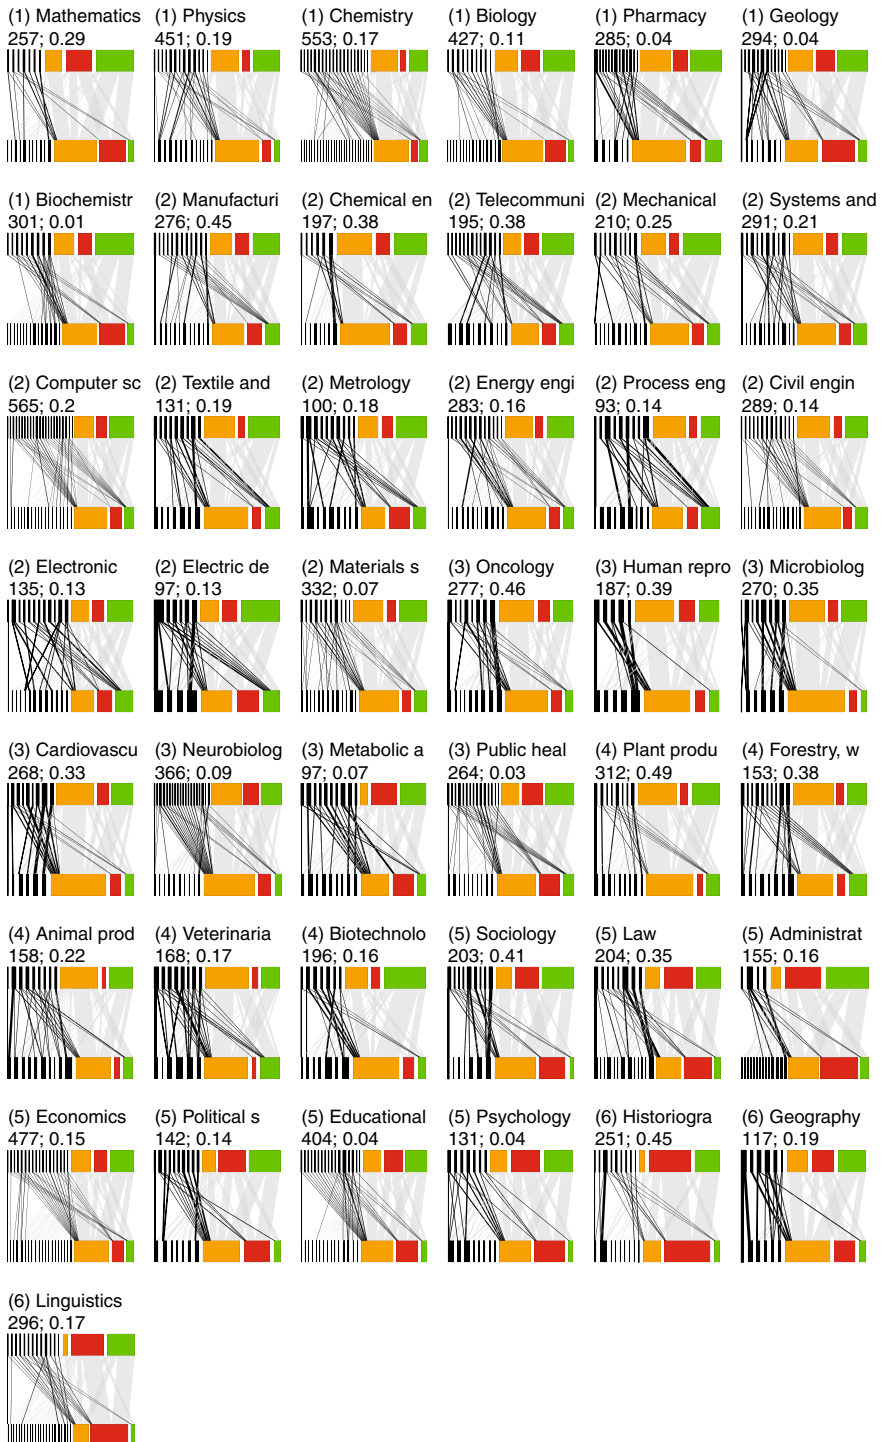 (1) Mathematics
257; 0.29
(1) Physics
451; 0.19
(1) Chemistry
553; 0.17
(1) Biology
427; 0.11
(1) Pharmacy
285; 0.04
(1) Geology
294; 0.04
(1) Biochemistr
301; 0.01
(2) Manufacturi
276; 0.45
(2) Chemical en
197; 0.38
(2) Telecommuni
195; 0.38
(2) Mechanical
210; 0.25
(2) Systems and
291; 0.21
(2) Computer sc
565; 0.2
(2) Textile and
131; 0.19
(2) Metrology
100; 0.18
(2) Energy engi
283; 0.16
(2) Process eng
93; 0.14
(2) Civil engin
289; 0.14
(2) Electronic
135; 0.13
(2) Electric de
97; 0.13
(2) Materials s
332; 0.07
(3) Oncology
277; 0.46
(3) Human repro
187; 0.39
(3) Microbiolog
270; 0.35
(3) Cardiovascu
268; 0.33
(3) Neurobiolog
366; 0.09
(3) Metabolic a
97; 0.07
(3) Public heal
264; 0.03
(4) Plant produ
312; 0.49
(4) Forestry, w
153; 0.38
(4) Animal prod
158; 0.22
(4) Veterinaria
168; 0.17
(4) Biotechnolo
196; 0.16
(5) Sociology
203; 0.41
(5) Law
204; 0.35
(5) Administrat
155; 0.16
(5) Economics
477; 0.15
(5) Political s
142; 0.14
(5) Educational
404; 0.04
(5) Psychology
131; 0.04
(6) Historiogra
251; 0.45
(6) Geography
117; 0.19
(6) Linguistics
296; 0.17